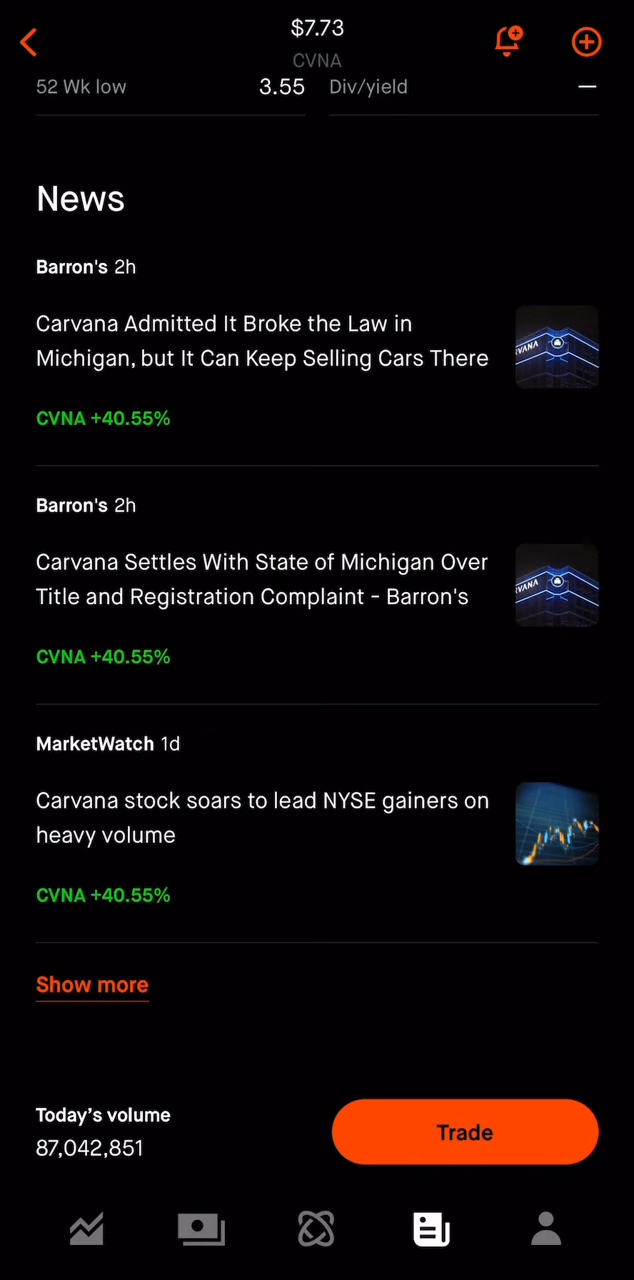 $7.73
CVNA
52 Wk low 3.55 Div/yield —
News
Barron's 2h
Carvana Admitted It Broke the Law in
Michigan, but It Can Keep Selling Cars There
CVNA +40.55%
Barron's 2h
Carvana Settles With State of Michigan Over
Title and Registration Complaint - Barron's
CVNA +40.55%
MarketWatch 1d
Carvana stock soars to lead NYSE gainers on
heavy volume
CVNA +40.55%
Show more
Today’s volume
87,042,851
Trade